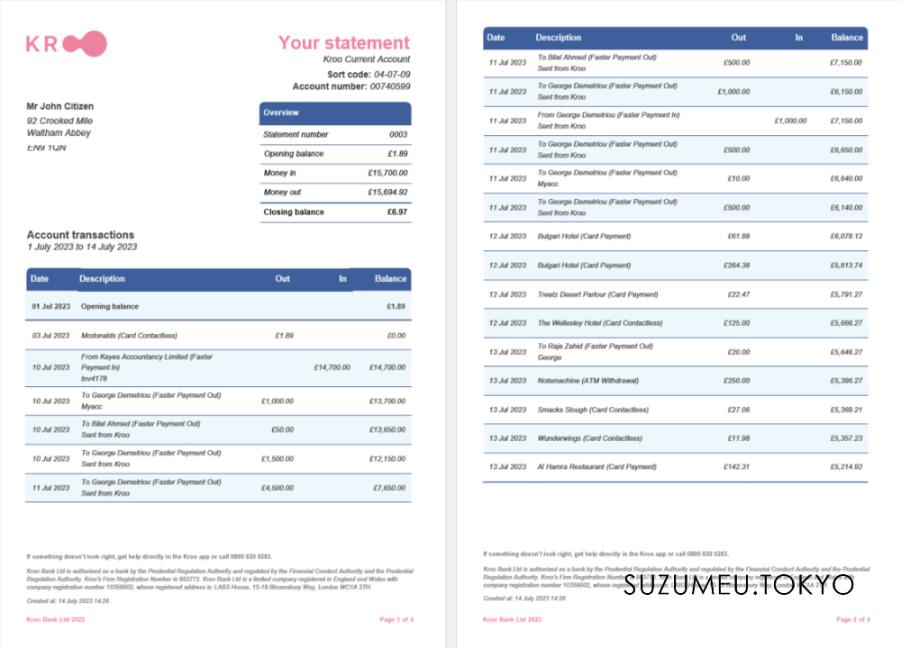 KR
Your statement
Kroo Current Account
Sort code: 04-07-09
Account number: 00740599
Mr John Citizen
92 Crooked Mile
Waltham Abbey
EN9 1QN
Overview
Statement number 0003
Opening balance £1.89
Money in £15,700.00
Money out £15,694.92
Closing balance £6.97
Account transactions
1 July 2023 to 14 July 2023
Date Description Out In Balance
01 Jul 2023 Opening balance £1.89
03 Jul 2023 Mcdonalds (Card Contactless) £1.89 £0.00
From Kayes Accountancy Limited (Faster
10 Jul 2023 Payment In) £14,700.00 £14,700.00
Inv4178
To George Demetriou (Faster Payment Out)
10 Jul 2023 £1,000.00 £13,700.00
Myacc
To Bilal Ahmed (Faster Payment Out)
10 Jul 2023 £50.00 £13,650.00
Sent from Kroo
To George Demetriou (Faster Payment Out)
10 Jul 2023 £1,500.00 £12,150.00
Sent from Kroo
To George Demetriou (Faster Payment Out)
11 Jul 2023 £4,500.00 £7,650.00
Sent from Kroo
If something doesn't look right, get help directly in the Kroo app or call 0800 020 9283.
Kroo Bank Ltd is authorised as a bank by the Prudential Regulation Authority and regulated by the Financial Conduct Authority and the Prudential
Regulation Authority. Kroo's Firm Registration Number is 953772. Kroo Bank Ltd is a limited company registered in England and Wales with
company registration number 10359002, whose registered address is: LABS House, 15-19 Bloomsbury Way, London WC1A 2TH.
Created at: 14 July 2023 14:26
Kroo Bank Ltd 2023 Page 1 of 4
Date Description Out In Balance
To Bilal Ahmed (Faster Payment Out)
11 Jul 2023 £500.00 £7,150.00
Sent from Kroo
To George Demetriou (Faster Payment Out)
11 Jul 2023 £1,000.00 £6,150.00
Sent from Kroo
From George Demetriou (Faster Payment In)
11 Jul 2023 £1,000.00 £7,150.00
Sent from Kroo
To George Demetriou (Faster Payment Out)
11 Jul 2023 £500.00 £6,650.00
Sent from Kroo
To George Demetriou (Faster Payment Out)
11 Jul 2023 £10.00 £6,640.00
Myacc
To George Demetriou (Faster Payment Out)
11 Jul 2023 £500.00 £6,140.00
Sent from Kroo
12 Jul 2023 Bulgari Hotel (Card Payment) £61.88 £6,078.12
12 Jul 2023 Bulgari Hotel (Card Payment) £264.38 £5,813.74
12 Jul 2023 Treatz Desert Parlour (Card Payment) £22.47 £5,791.27
12 Jul 2023 The Wellesley Hotel (Card Contactless) £125.00 £5,666.27
To Raja Zahid (Faster Payment Out)
13 Jul 2023 £20.00 £5,646.27
George
13 Jul 2023 Notemachine (ATM Withdrawal) £250.00 £5,396.27
13 Jul 2023 Smacks Slough (Card Contactless) £27.06 £5,369.21
13 Jul 2023 Wunderwings (Card Contactless) £11.98 £5,357.23
13 Jul 2023 Al Hamra Restaurant (Card Payment) £142.31 £5,214.92
If something doesn't look right, get help directly in the Kroo app or call 0800 020 9283.
Kroo Bank Ltd is authorised as a bank by the Prudential Regulation Authority and regulated by the Financial Conduct Authority and the Prudential
Regulation Authority. Kroo's Firm Registration Number is
company registration number 10359002, whose registered address is: LABS House, 15-19 Bloomsbury Way, London WC1A 2TH.
SUZUMEU.TOKYO
Created at: 14 July 2023 14:26
Kroo Bank Ltd 2023 Page 2 of 4